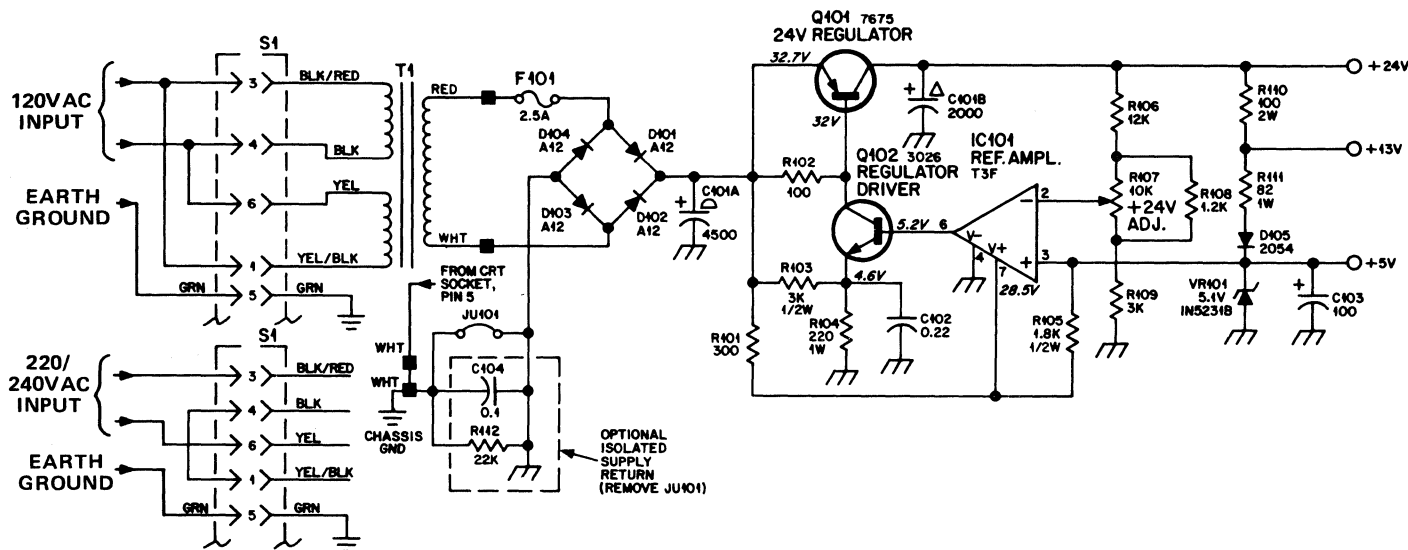 S1
120VAC
INPUT
3
BLK/RED
4
BLK
6
YEL
1
YEL/BLK
EARTH
GROUND
GRN
5
GRN
T1
RED
F101
2.5A
WHT
D104
A12
D101
A12
D103
A12
D102
A12
+
C101A
4500
FROM CRT
SOCKET,
PIN 5
JU101
WHT
WHT
C104
0.1
R112
22K
CHASSIS
GND
OPTIONAL
ISOLATED
SUPPLY
RETURN
(REMOVE JU101)
S1
220/
240VAC
INPUT
3
BLK/RED
4
BLK
6
YEL
1
YEL/BLK
EARTH
GROUND
GRN
5
GRN
Q101 7675
24V REGULATOR
32.7V
32V
+
C101B
2000
R102
100
Q102 3026
REGULATOR
DRIVER
5.2V
4.6V
R103
3K
1/2W
R104
220
1W
C102
0.22
R101
300
IC101
REF. AMPL.
T3F
2
-
6
V-
4
V+
7
+
3
28.5V
R105
1.8K
1/2W
R106
12K
R107
10K
+24V
ADJ.
R108
1.2K
R109
3K
R110
100
2W
R111
82
1W
D105
2054
VR101
5.1V
IN5231B
+
C103
100
+24V
+13V
+5V